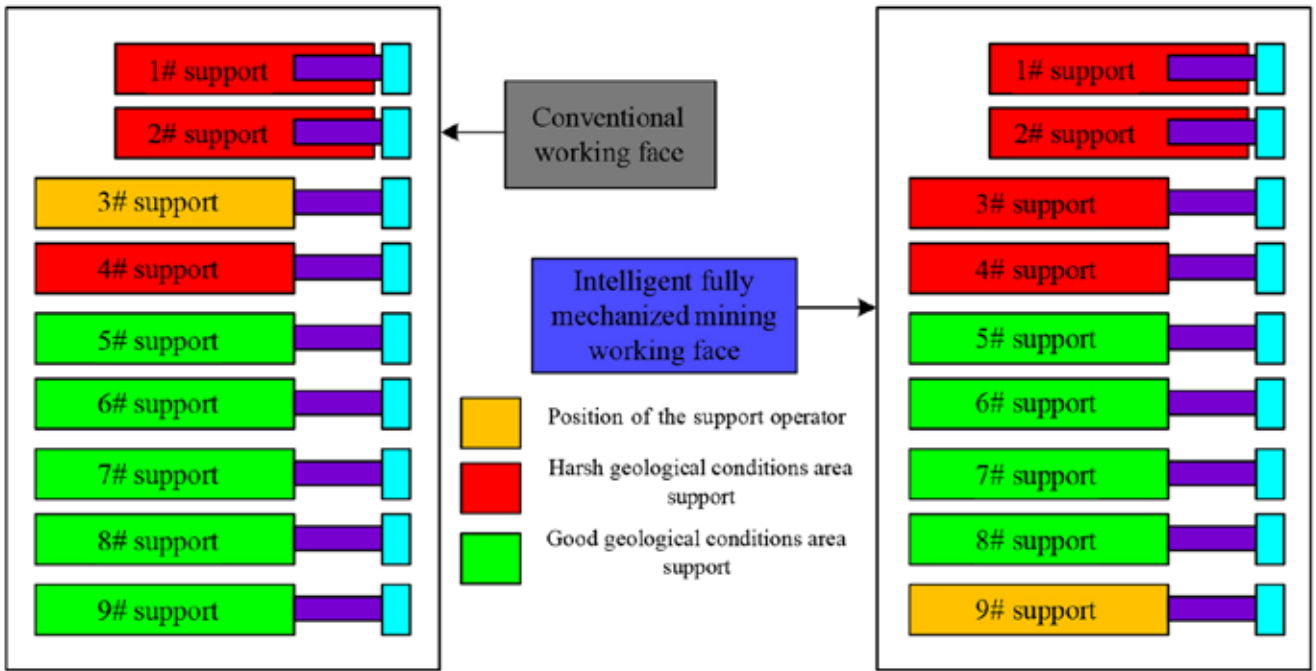 1# support
2# support
3# support
4# support
5# support
6# support
7# support
8# support
9# support
Conventional
working face
Intelligent fully
mechanized mining
working face
Position of the support operator
Harsh geological conditions area
support
Good geological conditions area
support
1# support
2# support
3# support
4# support
5# support
6# support
7# support
8# support
9# support